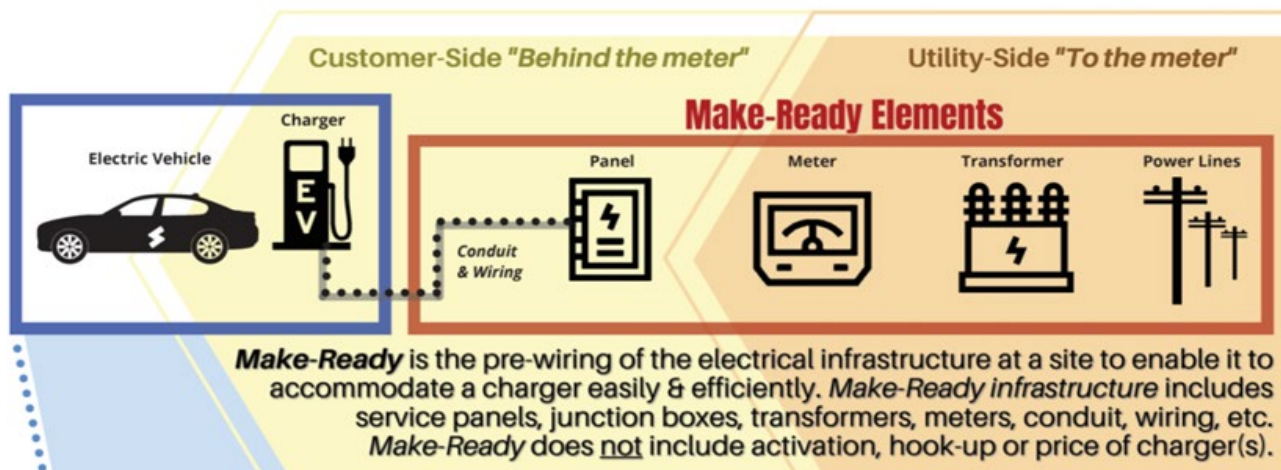 Customer-Side "Behind the meter"
Utility-Side "To the meter"
Make-Ready Elements
Electric Vehicle
Charger
EV
Conduit
& Wiring
Panel
Meter
Transformer
Power Lines
Make-Ready is the pre-wiring of the electrical infrastructure at a site to enable it to
accommodate a charger easily & efficiently. Make-Ready infrastructure includes
service panels, junction boxes, transformers, meters, conduit, wiring, etc.
Make-Ready does not include activation, hook-up or price of charger(s).